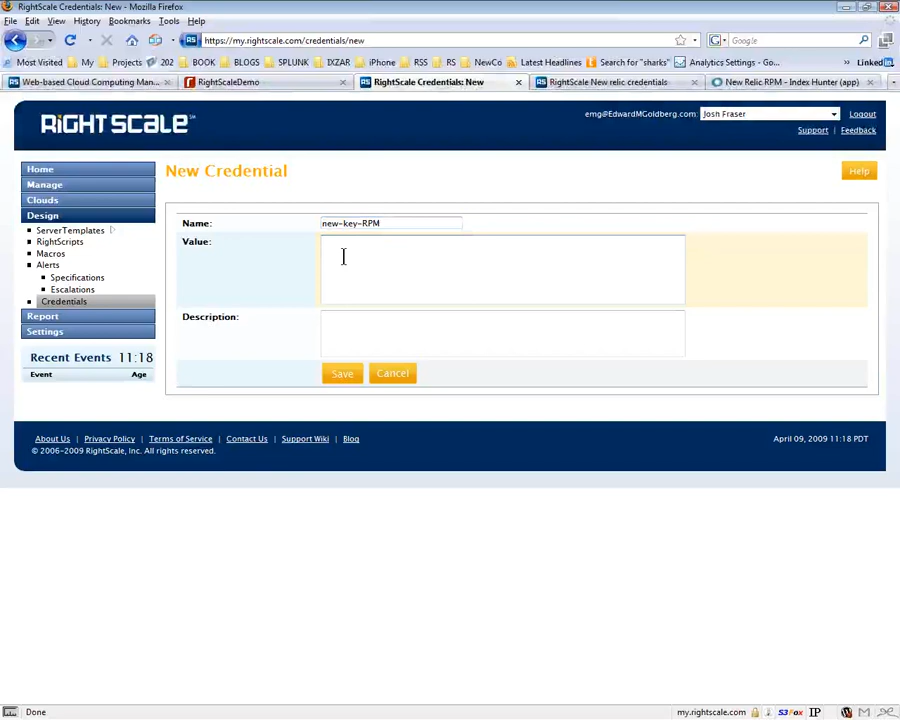 RightScale Credentials: New - Mozilla Firefox
File Edit View History Bookmarks Tools Help
https://my.rightscale.com/credentials/new
Google
Most Visited My Projects 202 BOOK BLOGS SPLUNK IXZAR iPhone RSS RS NewCo Latest Headlines Search for "sharks" Analytics Settings - Go... » Linked in
Web-based Cloud Computing Man... RightScaleDemo RightScale Credentials: New RightScale New relic credentials New Relic RPM - Index Hunter (app)
RIGHTSCALE
emg@EdwardMGoldberg.com: Josh Fraser Logout
Support | Feedback
Home
Manage
Clouds
Design
ServerTemplates
RightScripts
Macros
Alerts
Specifications
Escalations
Credentials
Report
Settings
Recent Events 11:18
Event Age
New Credential
Help
Name: new-key-RPM
Value:
Description:
Save Cancel
About Us | Privacy Policy | Terms of Service | Contact Us | Support Wiki | Blog
© 2006-2009 RightScale, Inc. All rights reserved.
April 09, 2009 11:18 PDT
Done
my.rightscale.com S3Fox IP